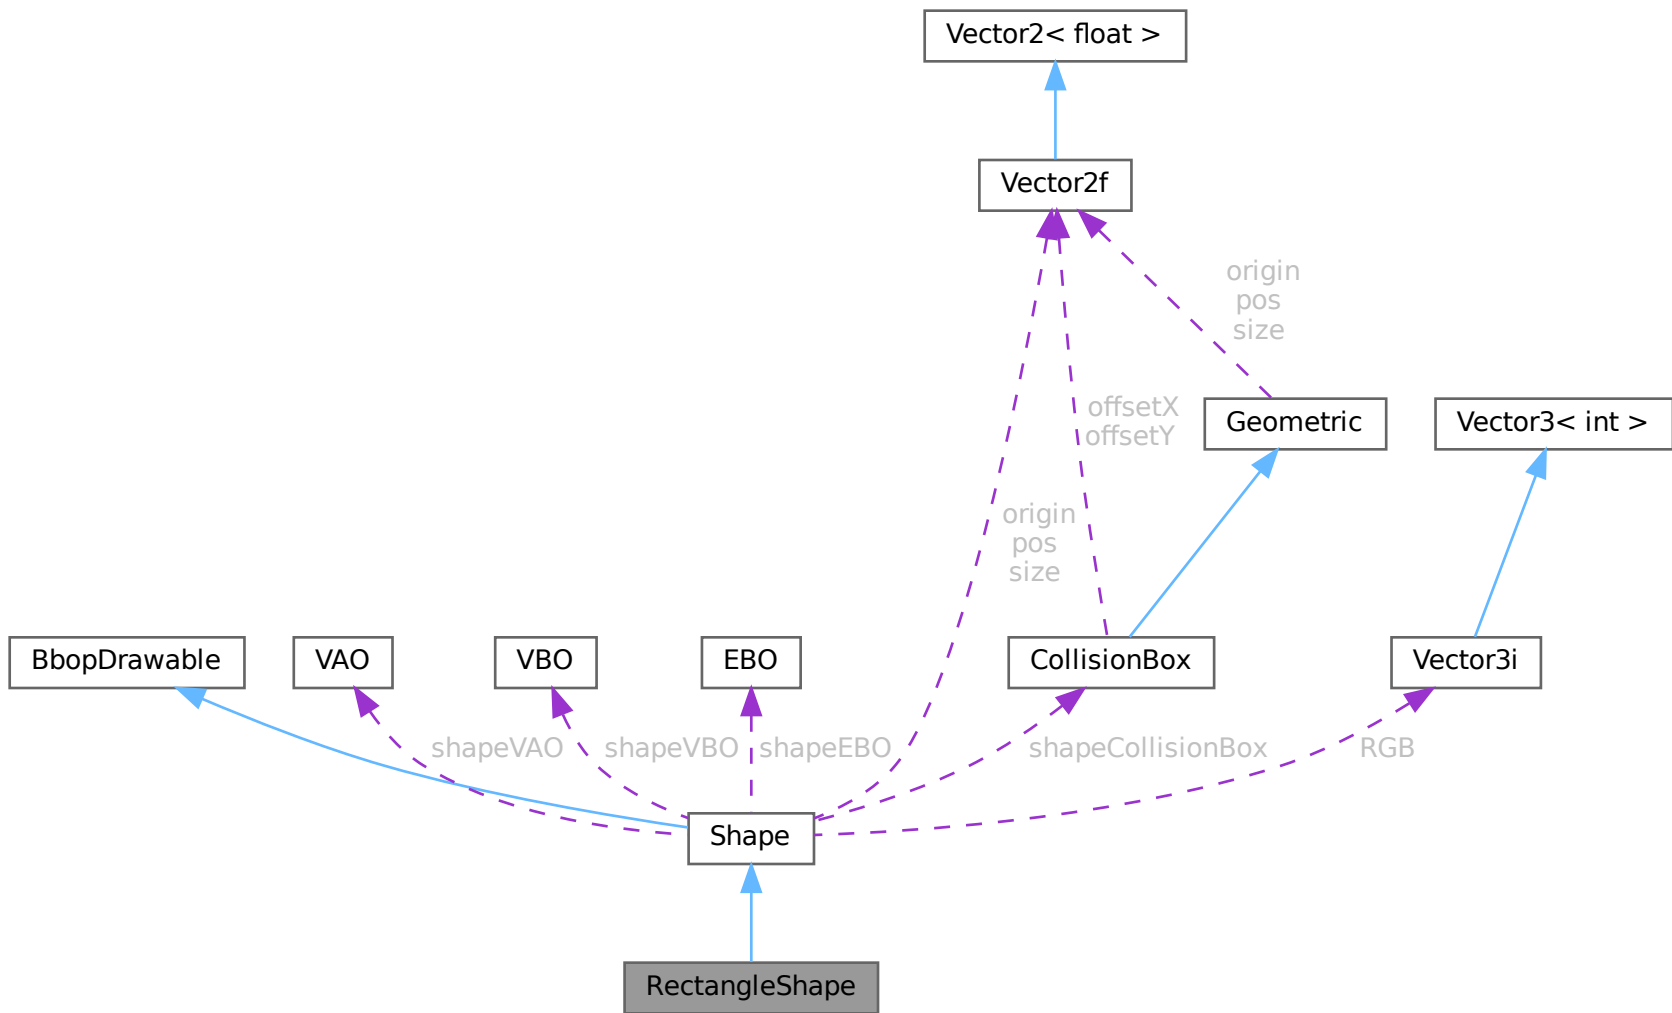 Vector2< float >
Vector2f
origin
pos
size
offsetX
offsetY
Geometric
Vector3< int >
origin
pos
size
BbopDrawable
VAO
VBO
EBO
CollisionBox
Vector3i
shapeVAO
shapeVBO
shapeEBO
shapeCollisionBox
RGB
Shape
RectangleShape